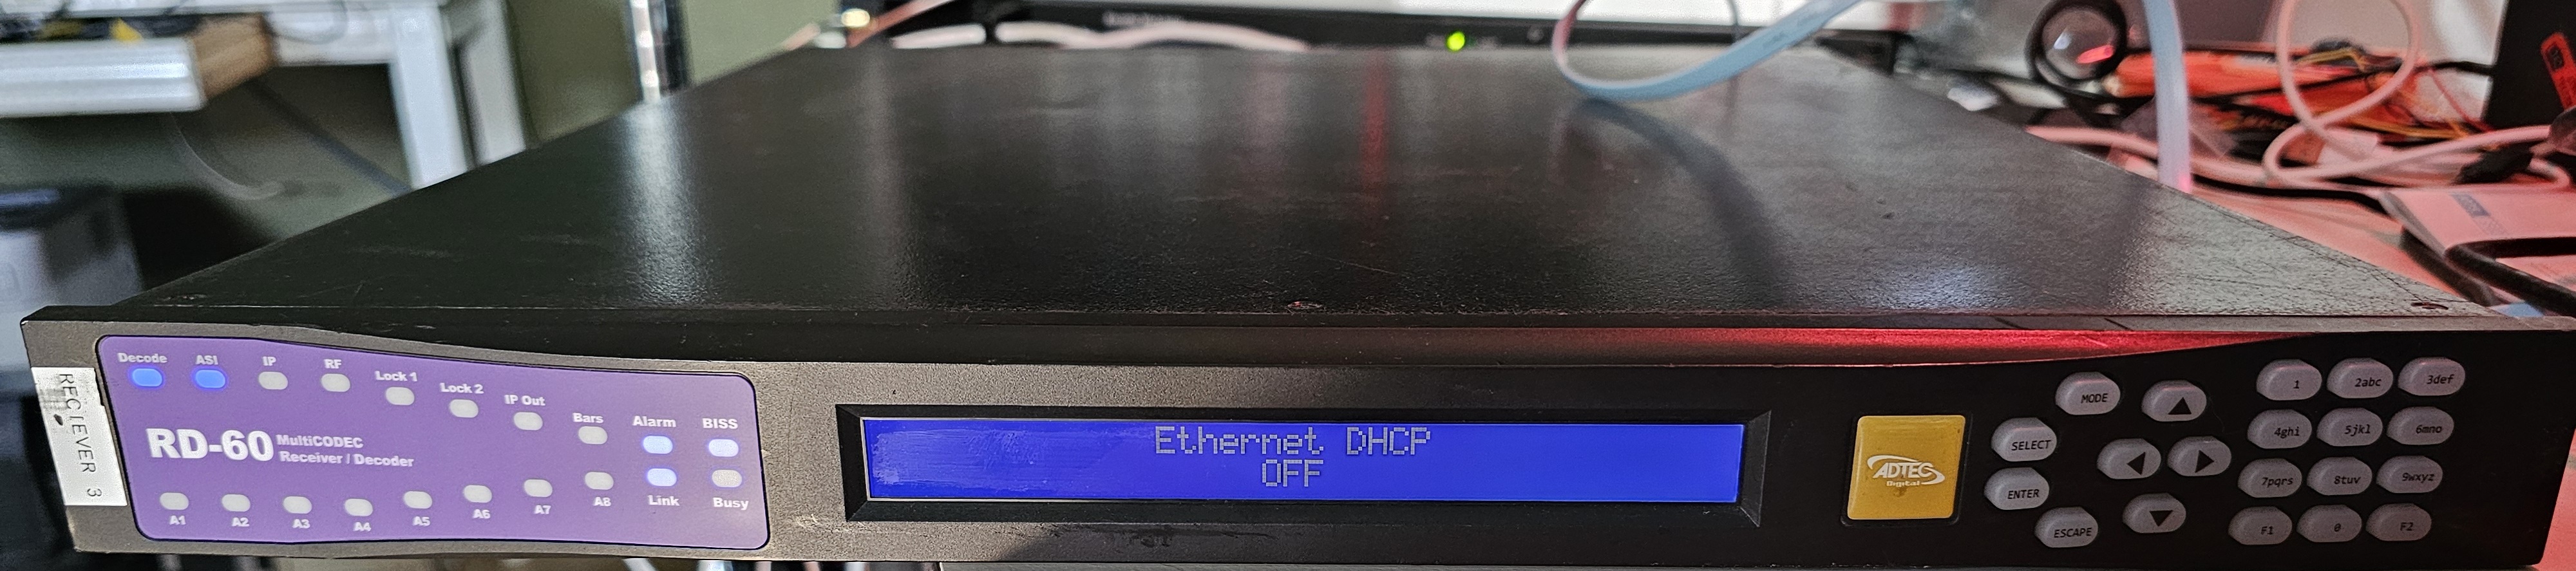 RECIEVER 3
Decode
ASI
IP
RF
Lock 1
Lock 2
IP Out
Bars
Alarm
BISS
RD-60 MultiCODEC
Receiver / Decoder
Link
Busy
A1
A2
A3
A4
A5
A6
A7
A8
Ethernet DHCP
OFF
ADTEC
Digital
MODE
SELECT
ENTER
ESCAPE
1 2abc 3def
4ghi 5jkl 6mno
7pqrs 8tuv 9wxyz
F1 0 F2